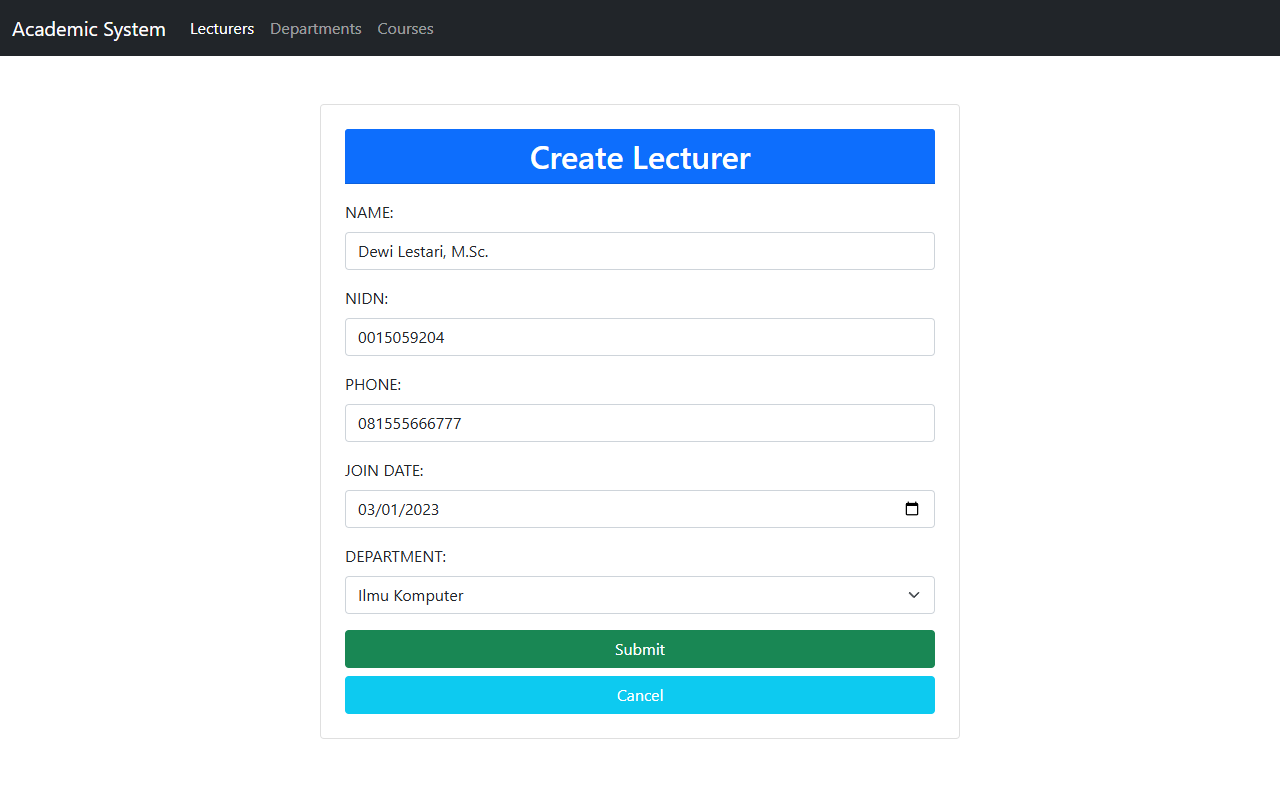 Academic System Lecturers Departments Courses
Create Lecturer
NAME:
Dewi Lestari, M.Sc.
NIDN:
0015059204
PHONE:
081555666777
JOIN DATE:
03/01/2023
DEPARTMENT:
Ilmu Komputer
Submit
Cancel